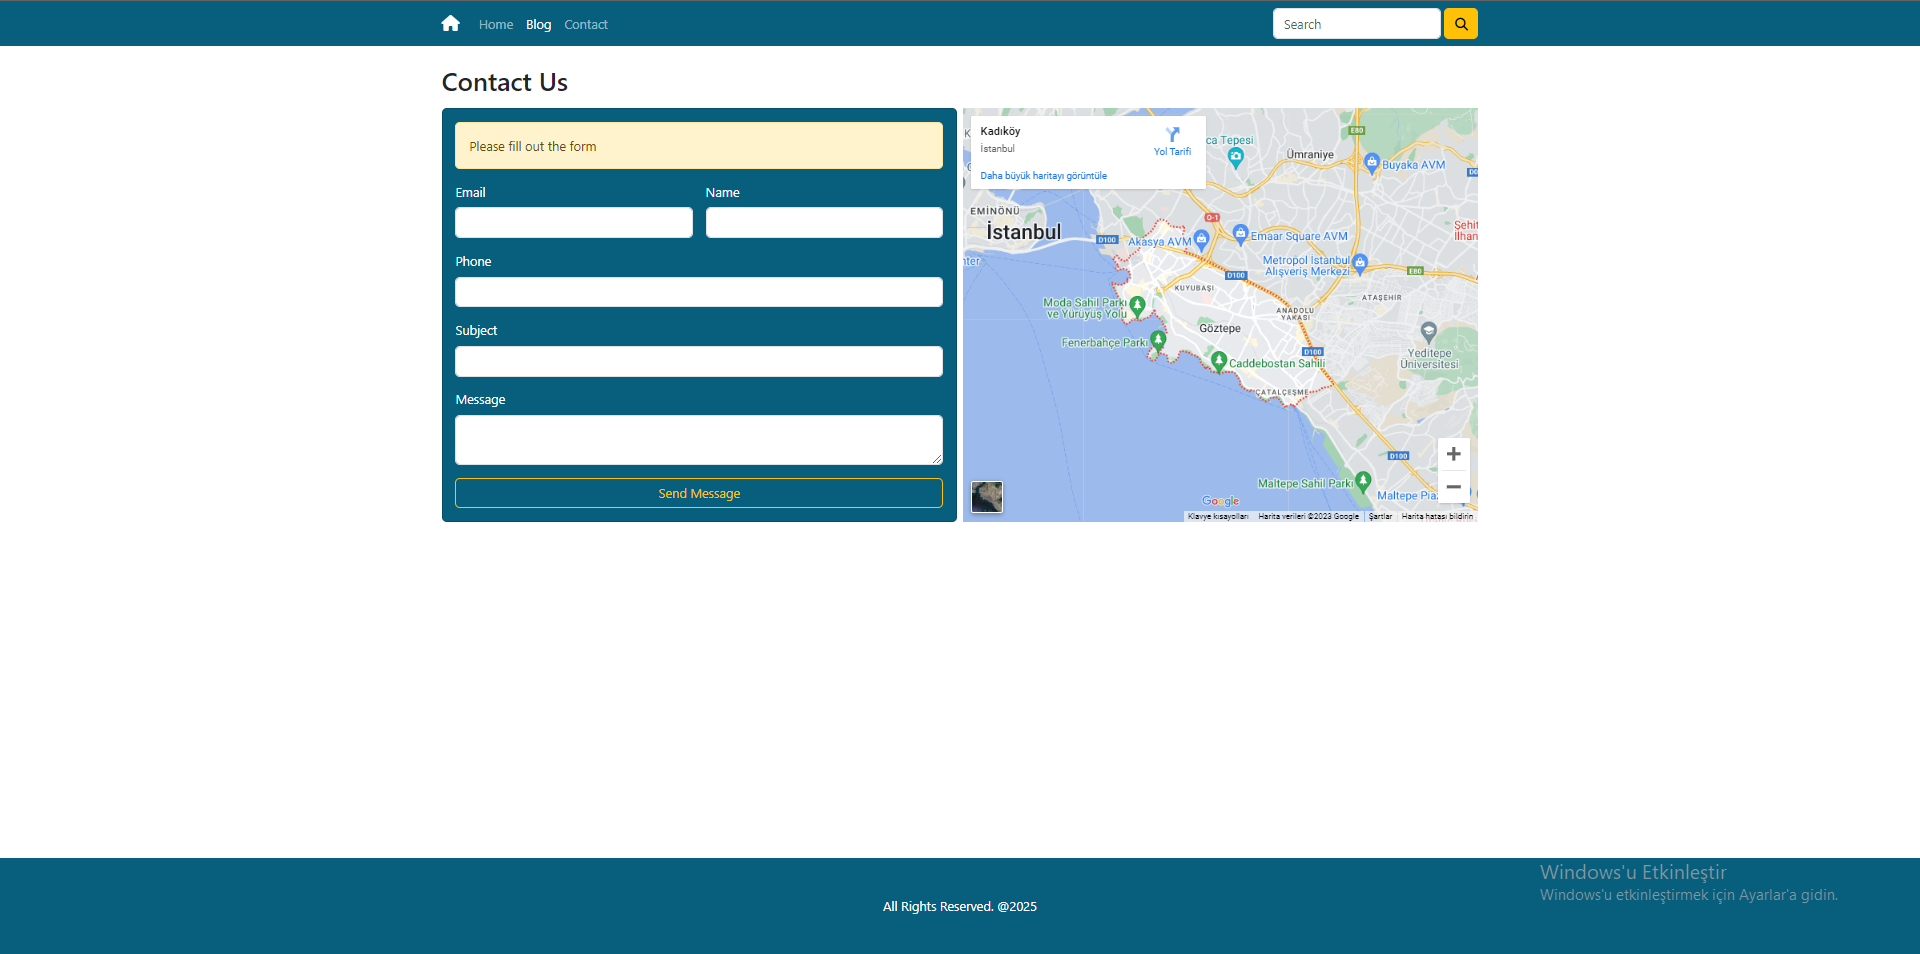 Home Blog Contact
Search
Contact Us
Please fill out the form
Email
Name
Phone
Subject
Message
Send Message
Kadıköy
İstanbul
Yol Tarifi
Daha büyük haritayı görüntüle
ca Tepesi
E80
Ümraniye
Buyaka AVM
EMİNÖNÜ
İstanbul
O-1
D100
Akasya AVM
Emaar Square AVM
Şehit
İlhan
Metropol İstanbul
Alışveriş Merkezi
E80
D100
KUYUBAŞI
ATAŞEHİR
Moda Sahil Parkı
ve Yürüyüş Yolu
ANADOLU
YAKASI
Göztepe
Fenerbahçe Parkı
D100
Caddebostan Sahili
Yeditepe
Üniversitesi
ÇATALÇEŞME
D100
Maltepe Sahil Parkı
Maltepe Piaz
Google
Klavye kısayolları Harita verileri ©2023 Google Şartlar Harita hatası bildirin
All Rights Reserved. @2025
Windows'u Etkinleştir
Windows'u etkinleştirmek için Ayarlar'a gidin.